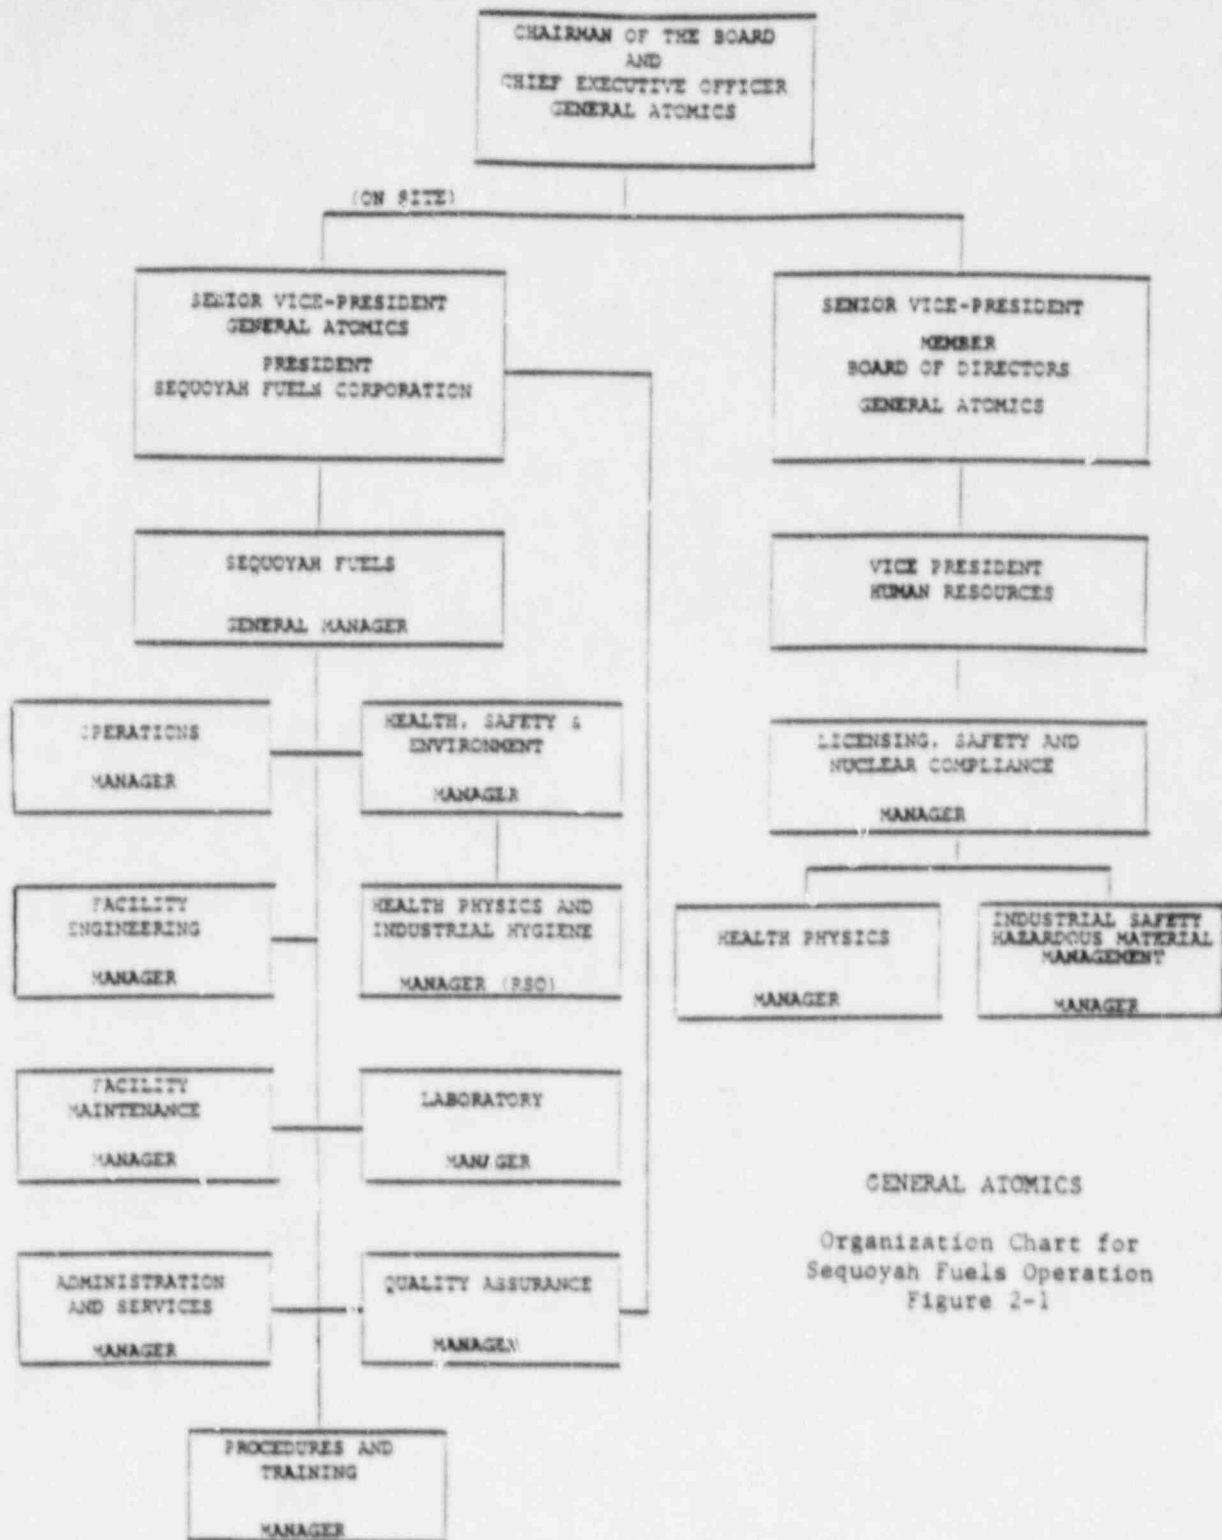 CHAIRMAN OF THE BOARD
AND
CHIEF EXECUTIVE OFFICER
GENERAL ATOMICS
(ON SITE)
SENIOR VICE-PRESIDENT
GENERAL ATOMICS
PRESIDENT
SEQUOYAH FUELS CORPORATION
SENIOR VICE-PRESIDENT
MEMBER
BOARD OF DIRECTORS
GENERAL ATOMICS
SEQUOYAH FUELS
GENERAL MANAGER
VICE PRESIDENT
HUMAN RESOURCES
OPERATIONS
MANAGER
HEALTH, SAFETY &
ENVIRONMENT
MANAGER
LICENSING, SAFETY AND
NUCLEAR COMPLIANCE
MANAGER
FACILITY
ENGINEERING
MANAGER
HEALTH PHYSICS AND
INDUSTRIAL HYGIENE
MANAGER (RSO)
HEALTH PHYSICS
MANAGER
INDUSTRIAL SAFETY
HAZARDOUS MATERIAL
MANAGEMENT
MANAGER
FACILITY
MAINTENANCE
MANAGER
LABORATORY
MANAGER
ADMINISTRATION
AND SERVICES
MANAGER
QUALITY ASSURANCE
MANAGER
PROCEDURES AND
TRAINING
MANAGER
GENERAL ATOMICS
Organization Chart for
Sequoyah Fuels Operation
Figure 2-1